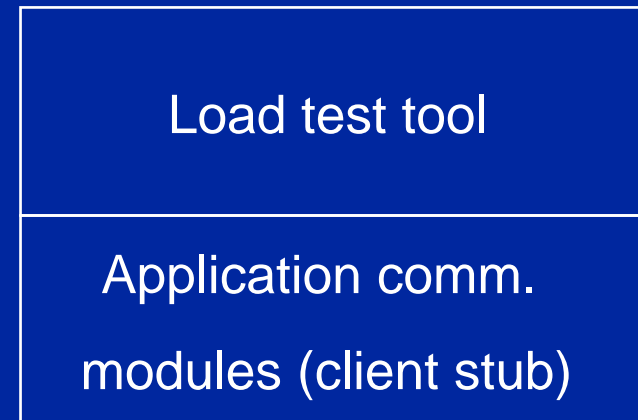 Load test tool
Application comm.
modules (client stub)